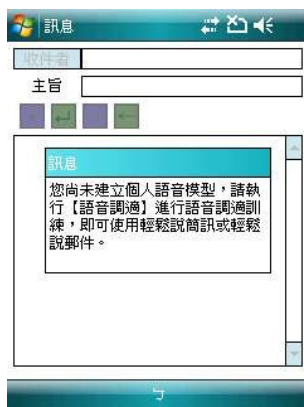 訊息
收件者
主旨
訊息
您尚未建立個人語音模型，請執
行【語音調適】進行語音調適訓
練，即可使用輕鬆說簡訊或輕鬆
說郵件。
ㄅ